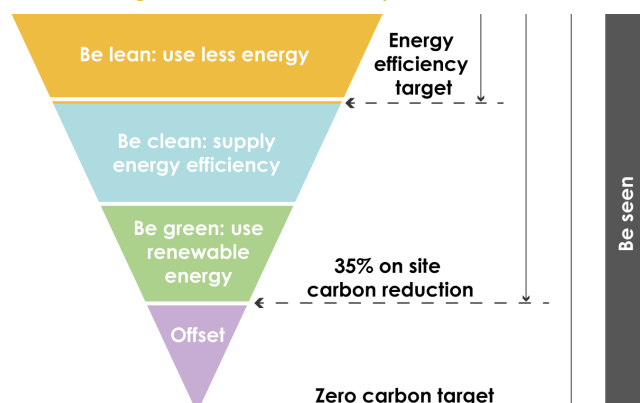 Be lean: use less energy
Energy
efficiency
target
Be clean: supply
energy efficiency
Be green: use
renewable
energy
35% on site
carbon reduction
Offset
Zero carbon target
Be seen